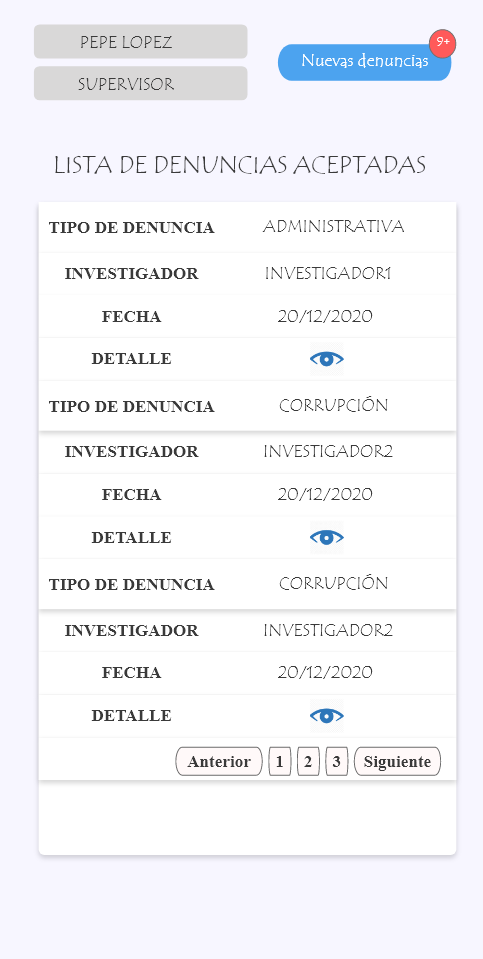 PEPE LOPEZ
SUPERVISOR
Nuevas denuncias
9+
LISTA DE DENUNCIAS ACEPTADAS
TIPO DE DENUNCIA ADMINISTRATIVA
INVESTIGADOR INVESTIGADOR1
FECHA 20/12/2020
DETALLE
TIPO DE DENUNCIA CORRUPCIÓN
INVESTIGADOR INVESTIGADOR2
FECHA 20/12/2020
DETALLE
TIPO DE DENUNCIA CORRUPCIÓN
INVESTIGADOR INVESTIGADOR2
FECHA 20/12/2020
DETALLE
Anterior 1 2 3 Siguiente